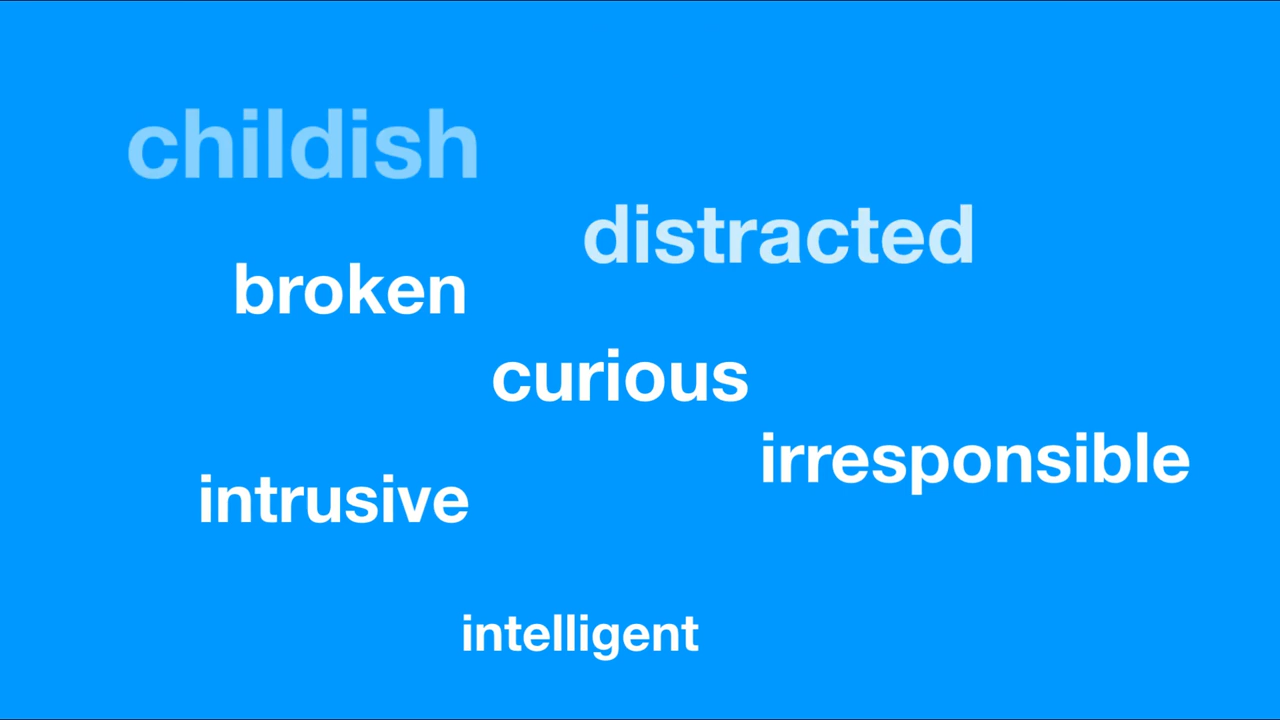 childish
distracted
broken
curious
irresponsible
intrusive
intelligent